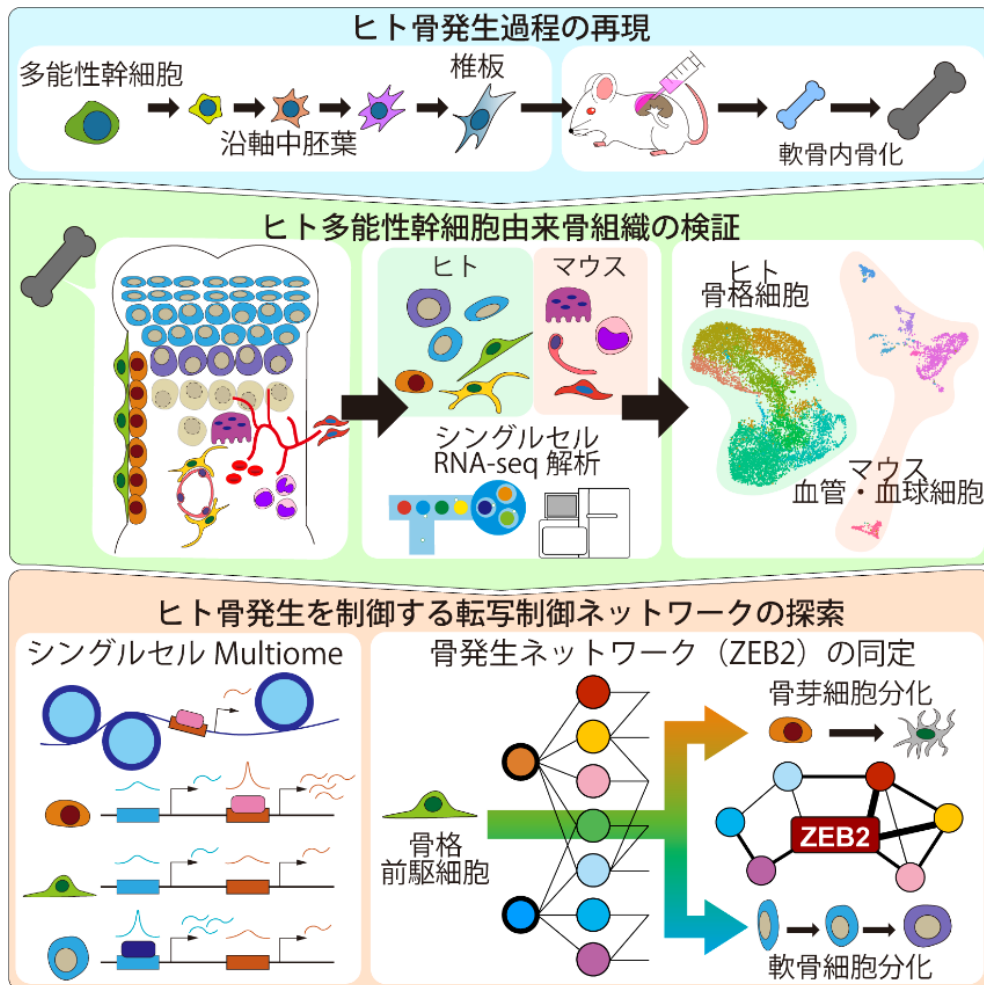 ヒト骨発生過程の再現
多能性幹細胞
沿軸中胚葉
椎板
軟骨内骨化
ヒト多能性幹細胞由来骨組織の検証
ヒト
マウス
シングルセル
RNA-seq 解析
ヒト
骨格細胞
マウス
血管・血球細胞
ヒト骨発生を制御する転写制御ネットワークの探索
シングルセル Multiome
骨発生ネットワーク（ZEB2）の同定
骨格
前駆細胞
骨芽細胞分化
ZEB2
軟骨細胞分化